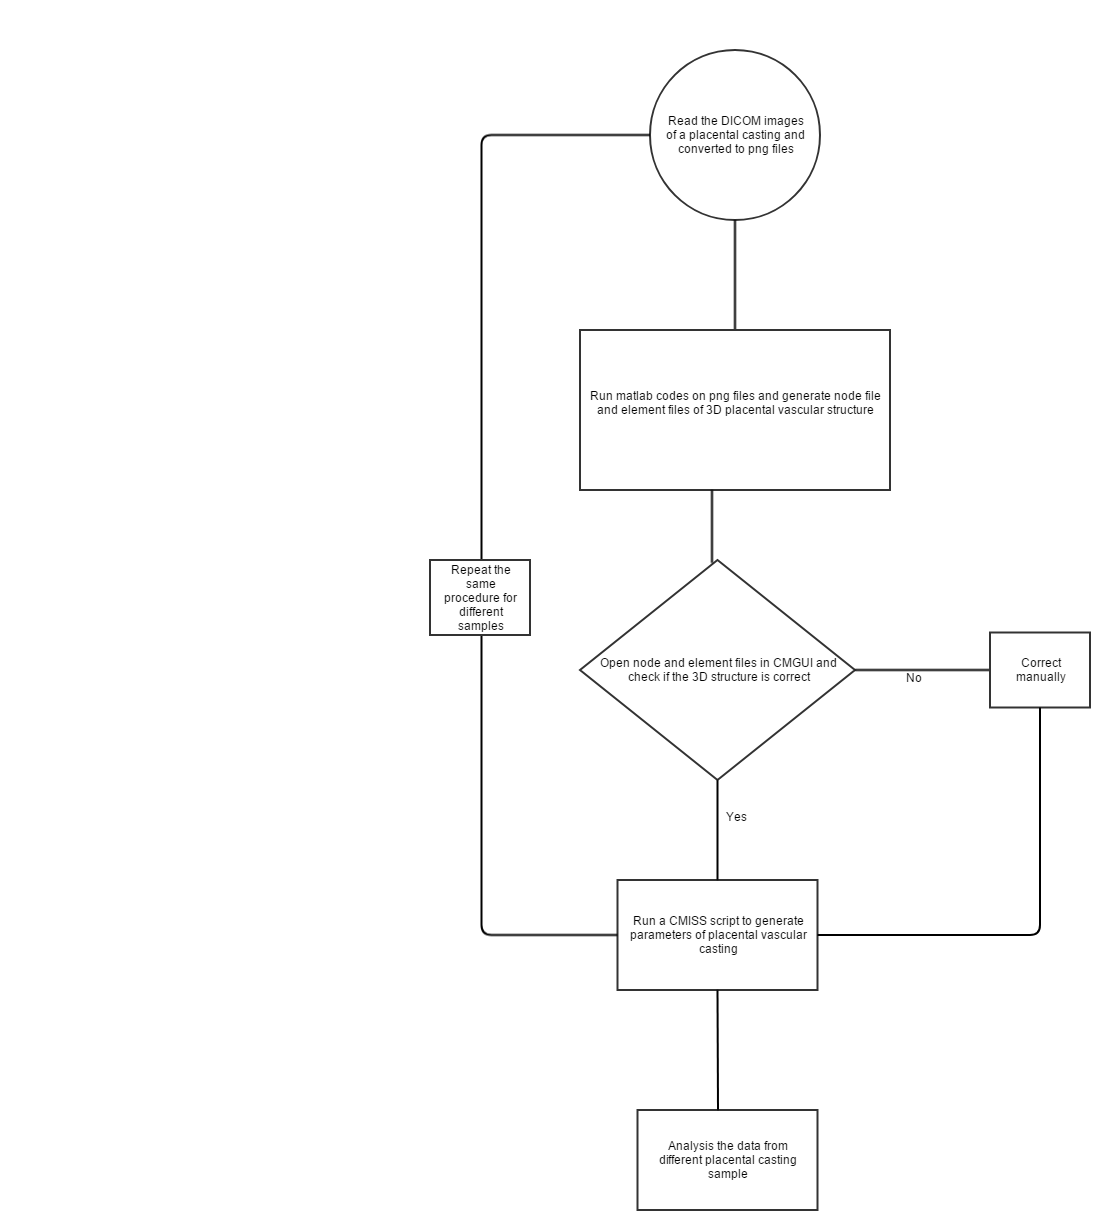 Read the DICOM images
of a placental casting and
converted to png files
Run matlab codes on png files and generate node file
and element files of 3D placental vascular structure
Repeat the
same
procedure for
different
samples
Open node and element files in CMGUI and
check if the 3D structure is correct
No
Correct
manually
Yes
Run a CMISS script to generate
parameters of placental vascular
casting
Analysis the data from
different placental casting
sample